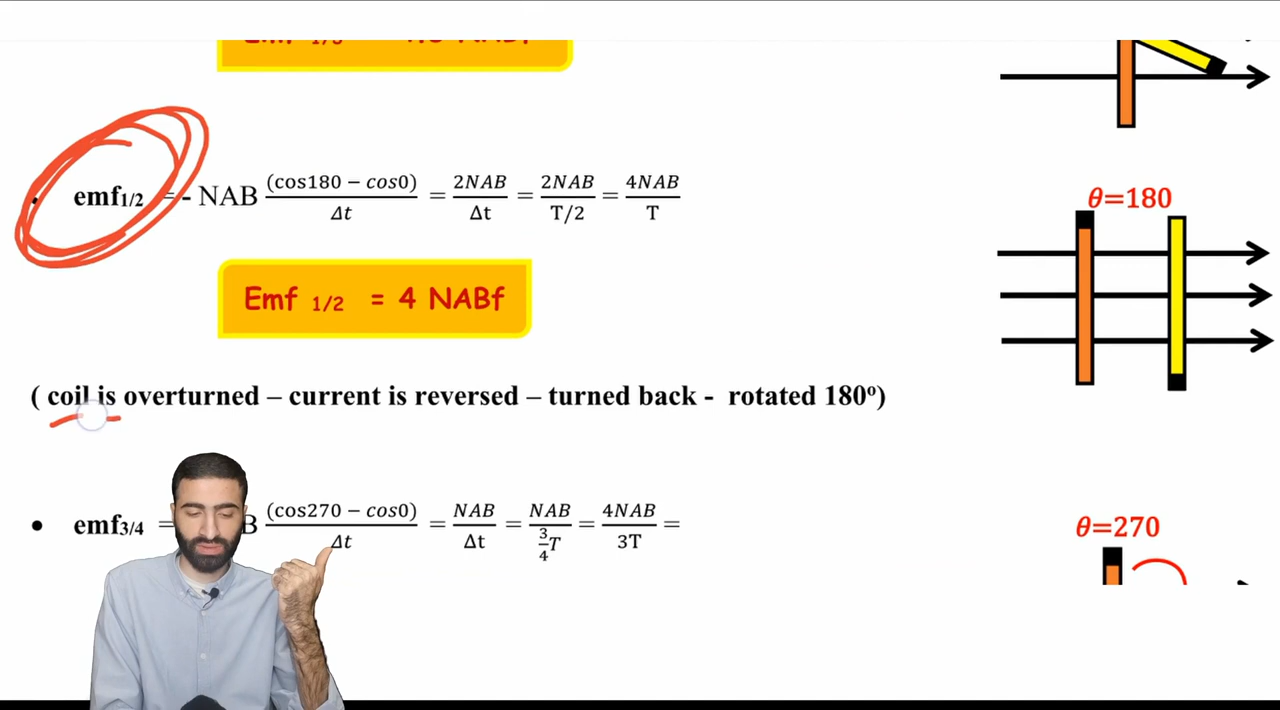 θ=180
emf1/2 = - NAB (cos180 − cos0)/Δt = 2NAB/Δt = 2NAB/T/2 = 4NAB/T
Emf 1/2 = 4 NABf
( coil is overturned – current is reversed – turned back - rotated 180º)
• emf3/4 = B (cos270 − cos0)/Δt = NAB/Δt = NAB/(3/4)T = 4NAB/3T =
θ=270